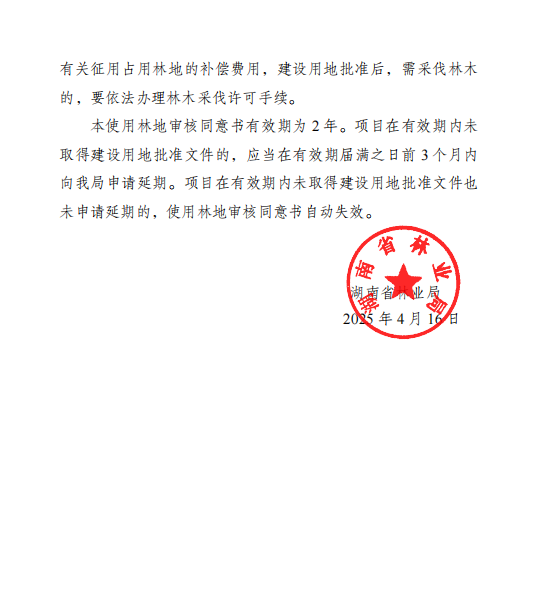 有关征用占用林地的补偿费用，建设用地批准后，需采伐林木
的，要依法办理林木采伐许可手续。
本使用林地审核同意书有效期为 2 年。项目在有效期内未
取得建设用地批准文件的，应当在有效期届满之日前 3 个月内
向我局申请延期。项目在有效期内未取得建设用地批准文件也
未申请延期的，使用林地审核同意书自动失效。
湖南省林业局
湖南省林业局
2025 年 4 月 16 日